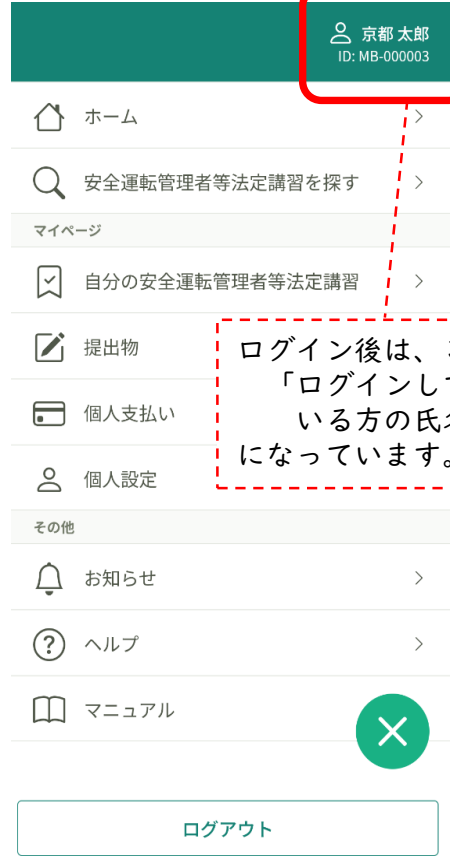 京都 太郎
ID: MB-000003
ホーム
安全運転管理者等法定講習を探す
マイページ
自分の安全運転管理者等法定講習
提出物
個人支払い
個人設定
ログイン後は、
「ログインして
いる方の氏名
になっています。
その他
お知らせ
ヘルプ
マニュアル
ログアウト